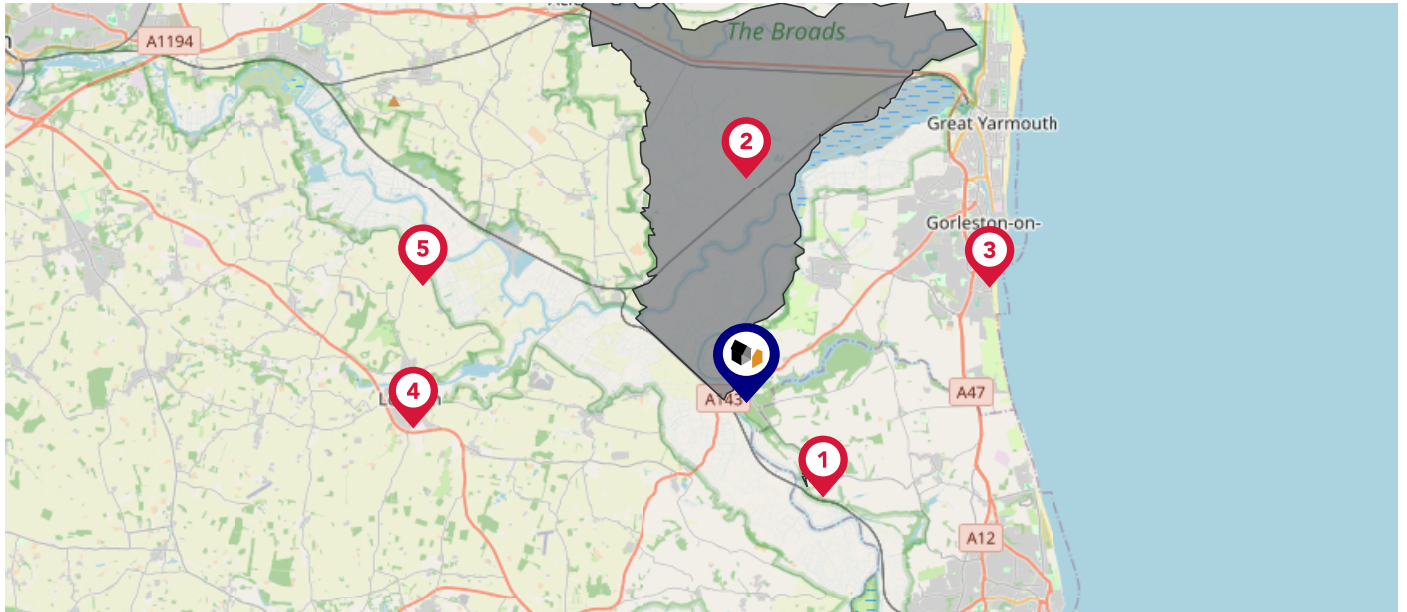 The Broads
A1194
Great Yarmouth
2
Gorleston-on-
3
5
A47
4
A143
1
A12